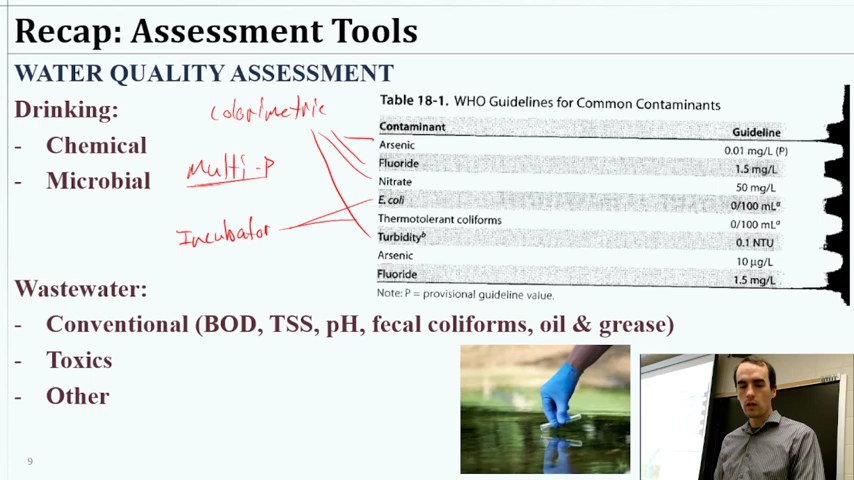 Recap: Assessment Tools
WATER QUALITY ASSESSMENT
Drinking:
- Chemical
- Microbial
colorimetric
Multi-P
Incubator
Table 18-1. WHO Guidelines for Common Contaminants
Contaminant Guideline
Arsenic 0.01 mg/L (P)
Fluoride 1.5 mg/L
Nitrate 50 mg/L
E. coli 0/100 mLa
Thermotolerant coliforms 0/100 mLa
Turbidityb 0.1 NTU
Arsenic 10 µg/L
Fluoride 1.5 mg/L
Note: P = provisional guideline value.
Wastewater:
- Conventional (BOD, TSS, pH, fecal coliforms, oil & grease)
- Toxics
- Other
9